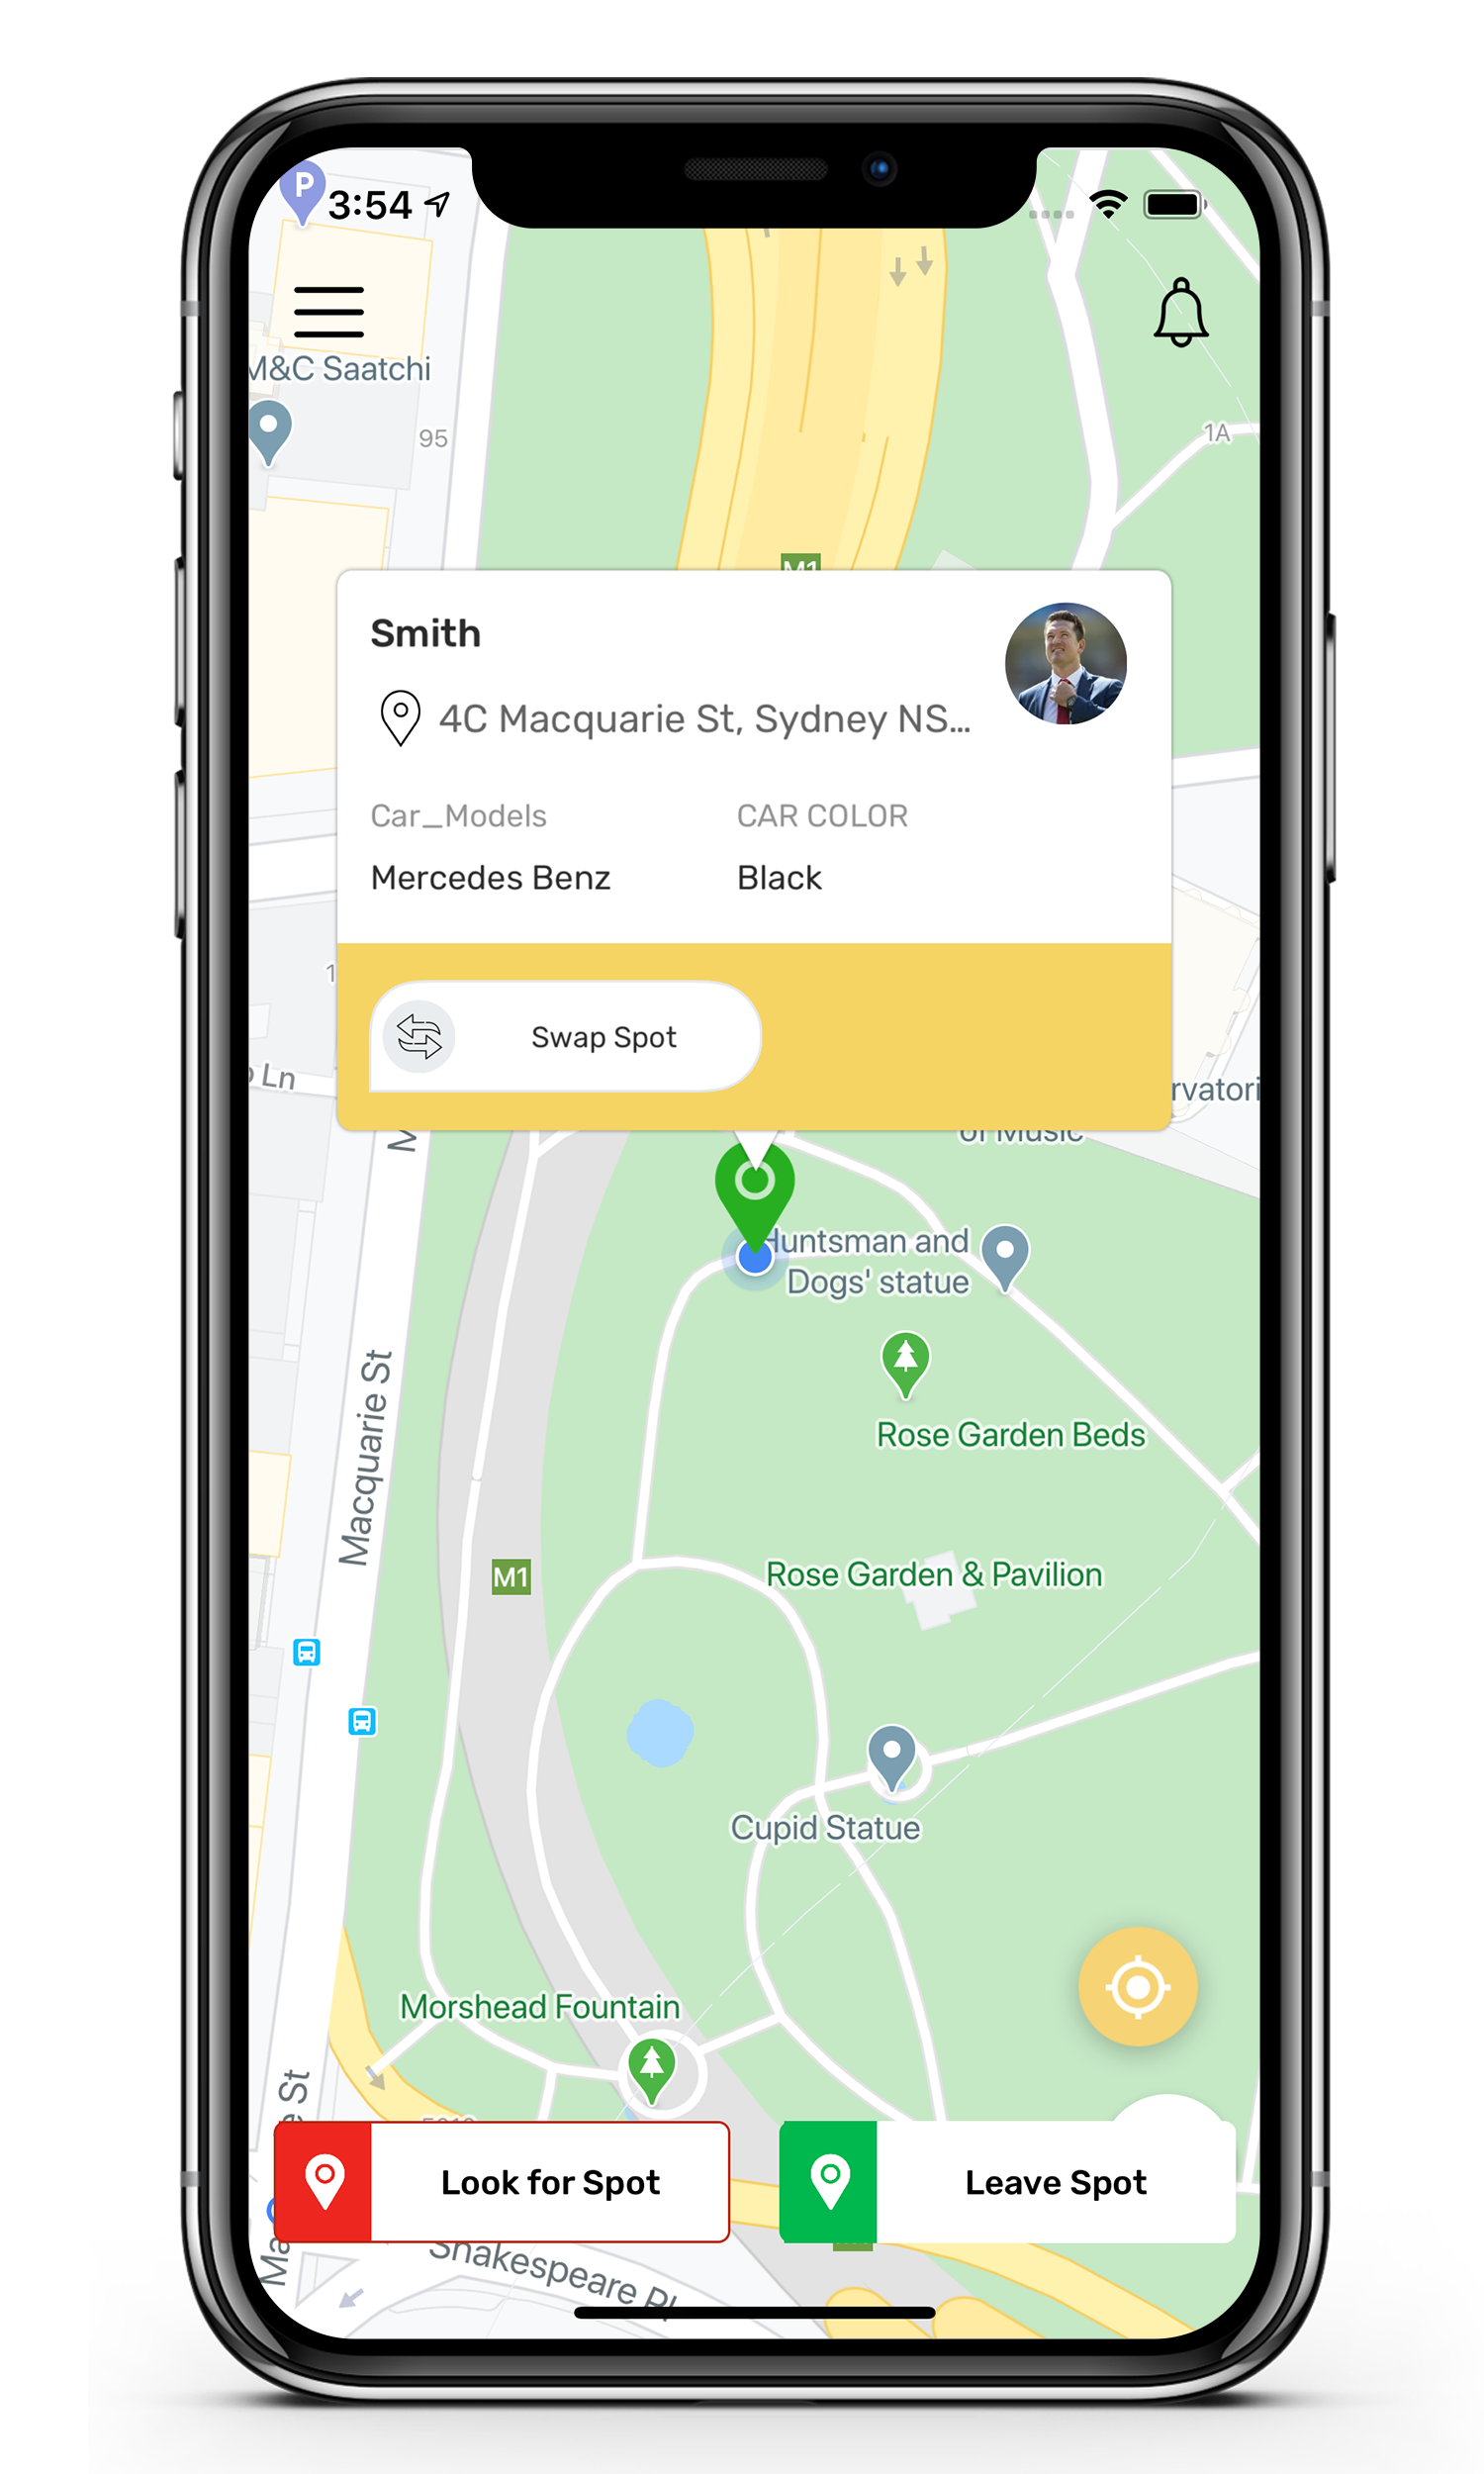 P
3:54
M&C Saatchi
95
1A
M1
Smith
4C Macquarie St, Sydney NS...
Car_Models
CAR COLOR
Mercedes Benz
Black
Swap Spot
Ln
of Music
Huntsman and
Dogs' statue
Rose Garden Beds
Macquarie St
M1
Rose Garden & Pavilion
Cupid Statue
Morshead Fountain
St
Look for Spot
Leave Spot
Ma
Shakespeare Pl